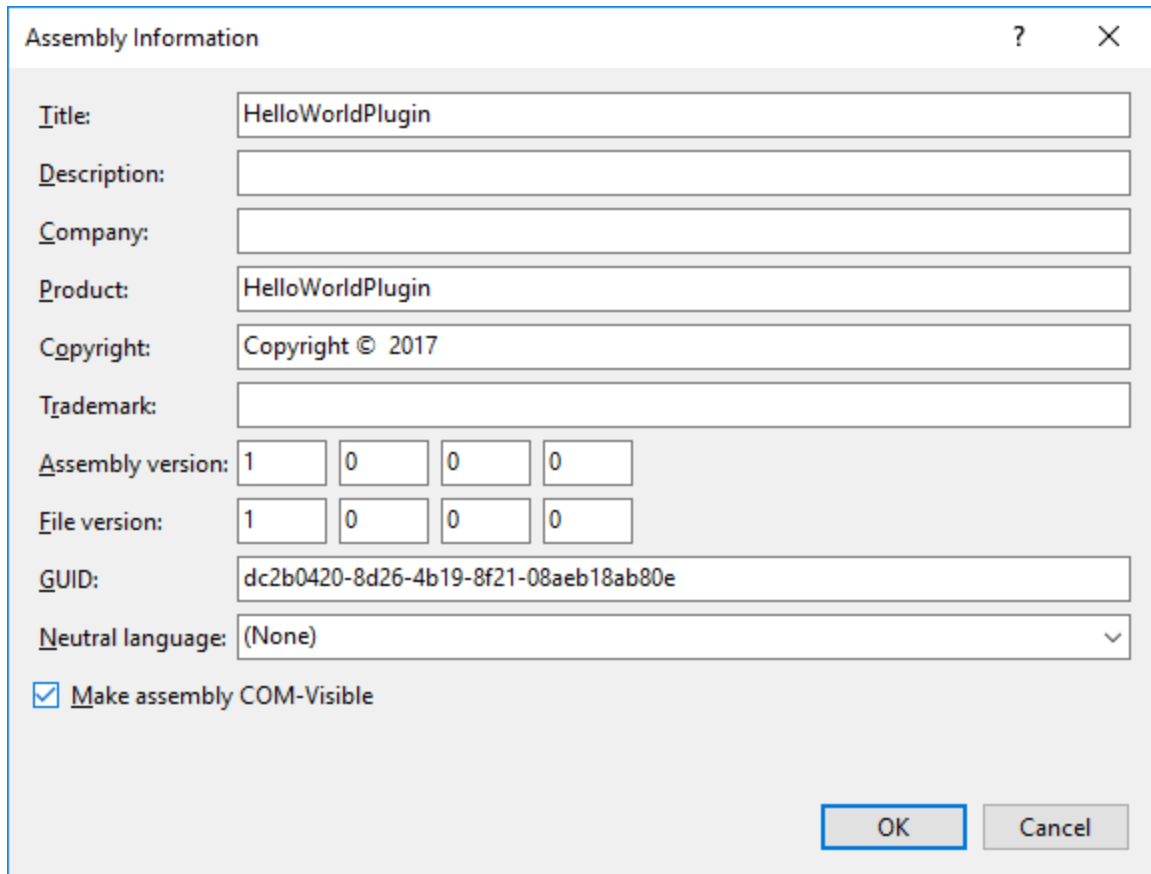 Assembly Information ?
Title: HelloWorldPlugin
Description:
Company:
Product: HelloWorldPlugin
Copyright: Copyright ©  2017
Trademark:
Assembly version: 1 0 0 0
File version: 1 0 0 0
GUID: dc2b0420-8d26-4b19-8f21-08aeb18ab80e
Neutral language: (None)
Make assembly COM-Visible
OK Cancel